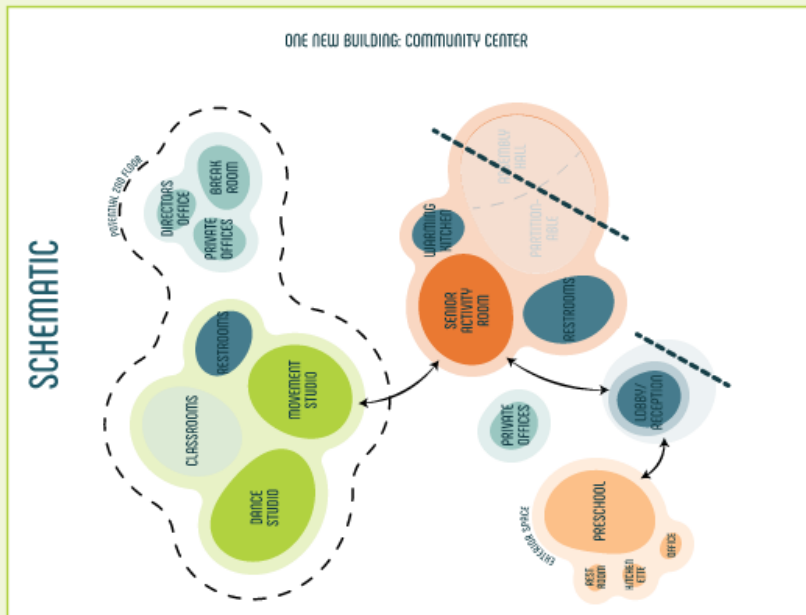 ONE NEW BUILDING: COMMUNITY CENTER
SCHEMATIC
POTENTIAL 2ND FLOOR
DIRECTORS
OFFICE
BREAK
ROOM
PRIVATE
OFFICES
RESTROOMS
CLASSROOMS
MOVEMENT
STUDIO
DANCE
STUDIO
ASSEMBLY
HALL
PARTITION-
ABLE
WARMING
KITCHEN
SENIOR
ACTIVITY
ROOM
RESTROOMS
LOBBY/
RECEPTION
PRIVATE
OFFICES
PRESCHOOL
EXTERIOR SPACE
REST
ROOM
KITCHEN
ETTE
OFFICE